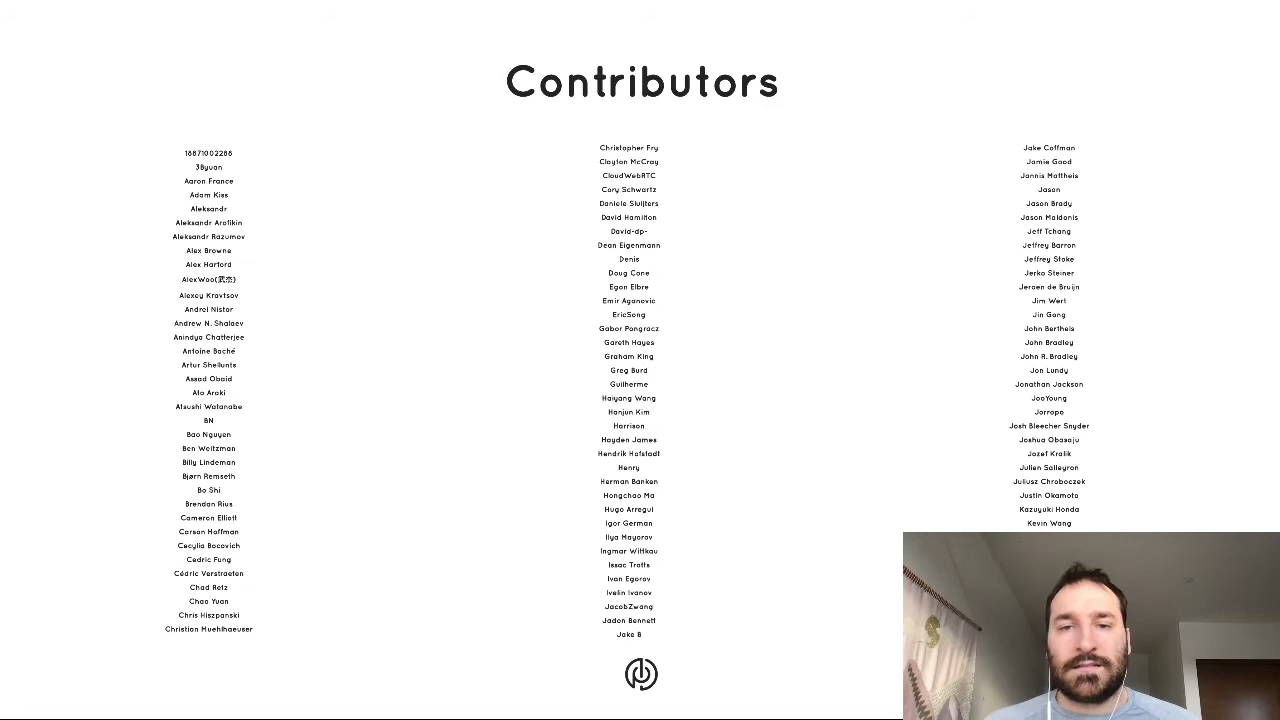 Contributors
18871002288
3Byuan
Aaron France
Adam Kiss
Aleksandr
Aleksandr Arofikin
Aleksandr Razumov
Alex Browne
Alex Harford
AlexWoo(武杰)
Alexey Kravtsov
Andrei Nistor
Andrew N. Shalaev
Anindya Chatterjee
Antoine Baché
Artur Shellunts
Assad Obaid
Ato Araki
Atsushi Watanabe
BN
Bao Nguyen
Ben Weitzman
Billy Lindeman
Bjørn Remseth
Bo Shi
Brendan Rius
Cameron Elliott
Carson Hoffman
Cecylia Bocovich
Cedric Fung
Cédric Verstraeten
Chad Retz
Chao Yuan
Chris Hiszpanski
Christian Muehlhaeuser
Christopher Fry
Clayton McCray
CloudWebRTC
Cory Schwartz
Daniele Sluijters
David Hamilton
David-dp-
Dean Eigenmann
Denis
Doug Cone
Egon Elbre
Emir Aganovic
EricSong
Gabor Pongracz
Gareth Hayes
Graham King
Greg Burd
Guilherme
Haiyang Wang
Hanjun Kim
Harrison
Hayden James
Hendrik Hofstadt
Henry
Herman Banken
Hongchao Ma
Hugo Arregui
Igor German
Ilya Mayorov
Ingmar Wittkau
Issac Trotts
Ivan Egorov
Ivelin Ivanov
JacobZwang
Jadon Bennett
Jake B
Jake Coffman
Jamie Good
Jannis Mattheis
Jason
Jason Brady
Jason Maldonis
Jeff Tchang
Jeffrey Barron
Jeffrey Stoke
Jerko Steiner
Jeroen de Bruijn
Jim Wert
Jin Gong
John Berthels
John Bradley
John R. Bradley
Jon Lundy
Jonathan Jackson
JooYoung
Jorropo
Josh Bleecher Snyder
Joshua Obasaju
Jozef Kralik
Julien Salleyron
Juliusz Chroboczek
Justin Okamoto
Kazuyuki Honda
Kevin Wang